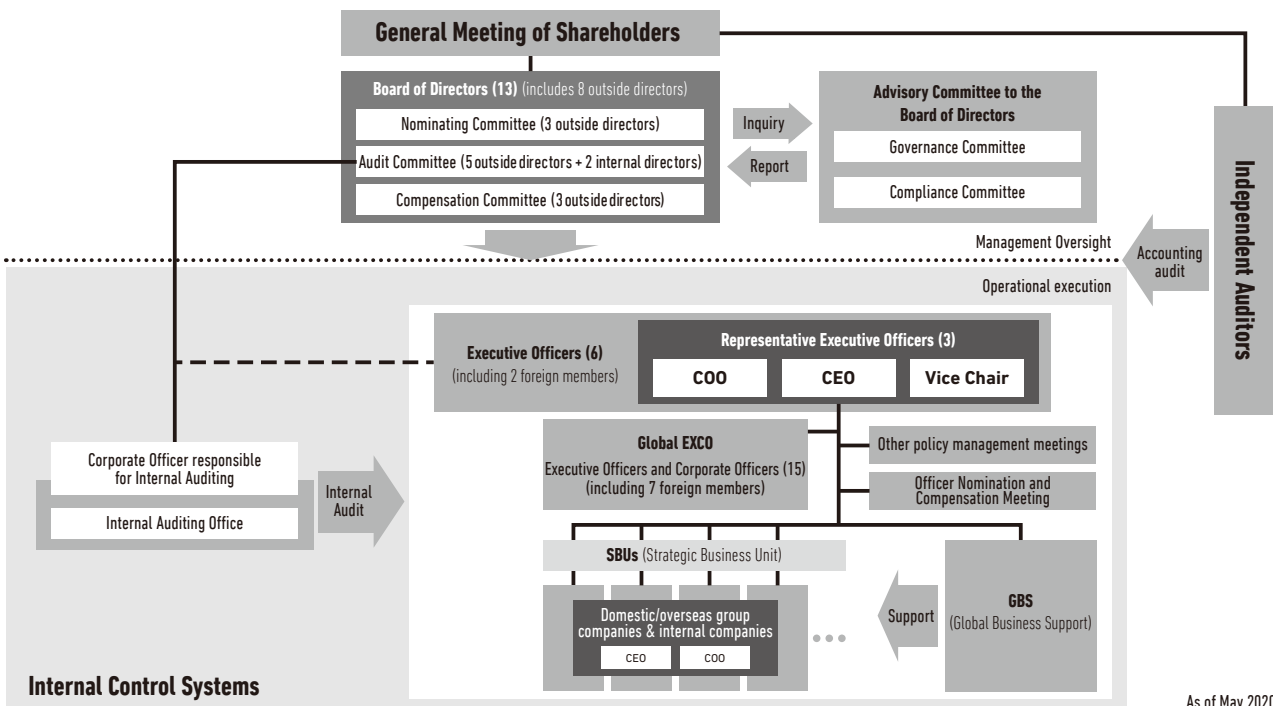 General Meeting of Shareholders
Board of Directors (13) (includes 8 outside directors)
Nominating Committee (3 outside directors)
Audit Committee (5 outside directors + 2 internal directors)
Compensation Committee (3 outside directors)
Inquiry
Report
Advisory Committee to the
Board of Directors
Governance Committee
Compliance Committee
Independent Auditors
Accounting
audit
Management Oversight
Operational execution
Executive Officers (6)
(including 2 foreign members)
Representative Executive Officers (3)
COO
CEO
Vice Chair
Global EXCO
Executive Officers and Corporate Officers (15)
(including 7 foreign members)
Other policy management meetings
Officer Nomination and
Compensation Meeting
Corporate Officer responsible
for Internal Auditing
Internal Auditing Office
Internal
Audit
SBUs (Strategic Business Unit)
Domestic/overseas group
companies & internal companies
CEO
COO
Support
GBS
(Global Business Support)
Internal Control Systems
As of May 2020